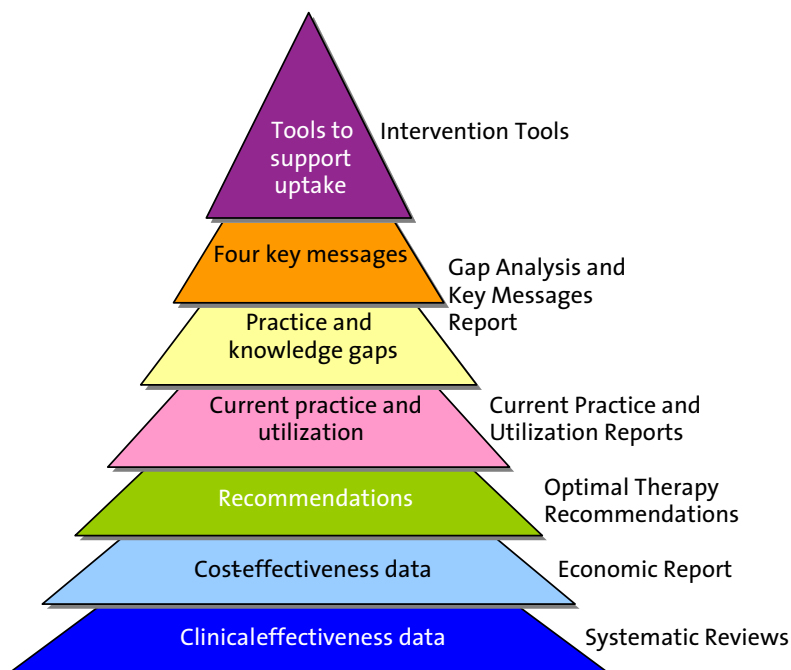 Tools to
support
uptake
Intervention Tools
Four key messages
Gap Analysis and
Key Messages
Report
Practice and
knowledge gaps
Current practice and
utilization
Current Practice and
Utilization Reports
Recommendations
Optimal Therapy
Recommendations
Cost-effectiveness data
Economic Report
Clinicaleffectiveness data
Systematic Reviews